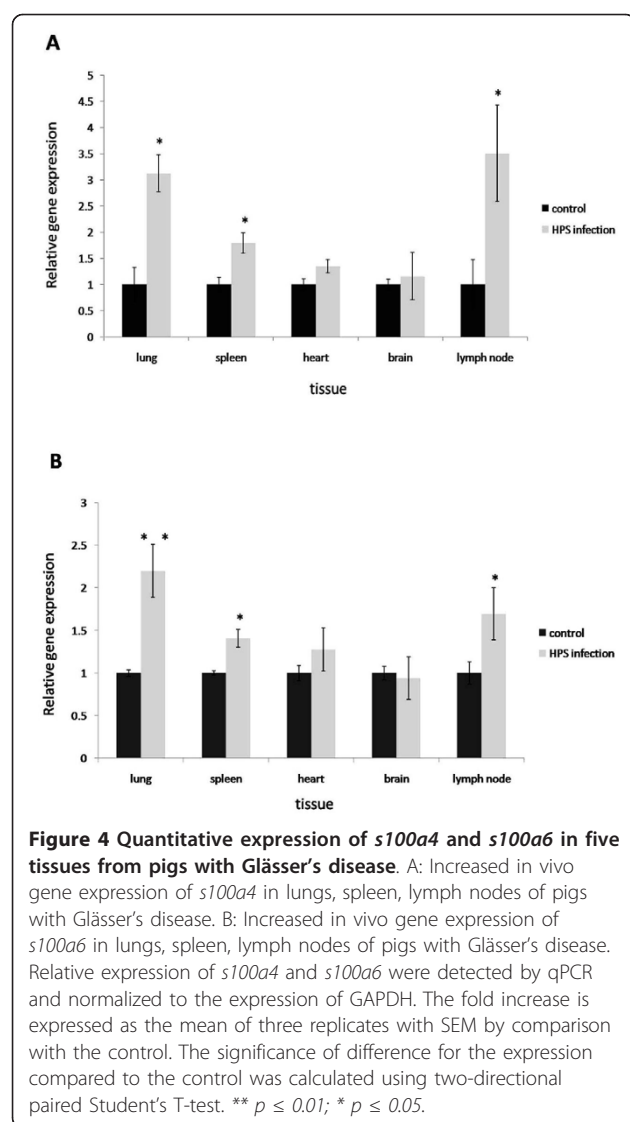 A
5
4.5
4
3.5
3
2.5
2
1.5
1
0.5
0
Relative gene expression
*
*
*
control
HPS infection
lung spleen heart brain lymph node
tissue
B
3
2.5
2
1.5
1
0.5
0
Relative gene expression
* *
*
*
control
HPS infection
lung spleen heart brain lymph node
tissue
Figure 4 Quantitative expression of s100a4 and s100a6 in five
tissues from pigs with Glässer's disease. A: Increased in vivo
gene expression of s100a4 in lungs, spleen, lymph nodes of pigs
with Glässer's disease. B: Increased in vivo gene expression of
s100a6 in lungs, spleen, lymph nodes of pigs with Glässer's disease.
Relative expression of s100a4 and s100a6 were detected by qPCR
and normalized to the expression of GAPDH. The fold increase is
expressed as the mean of three replicates with SEM by comparison
with the control. The significance of difference for the expression
compared to the control was calculated using two-directional
paired Student's T-test. ** p ≤ 0.01; * p ≤ 0.05.